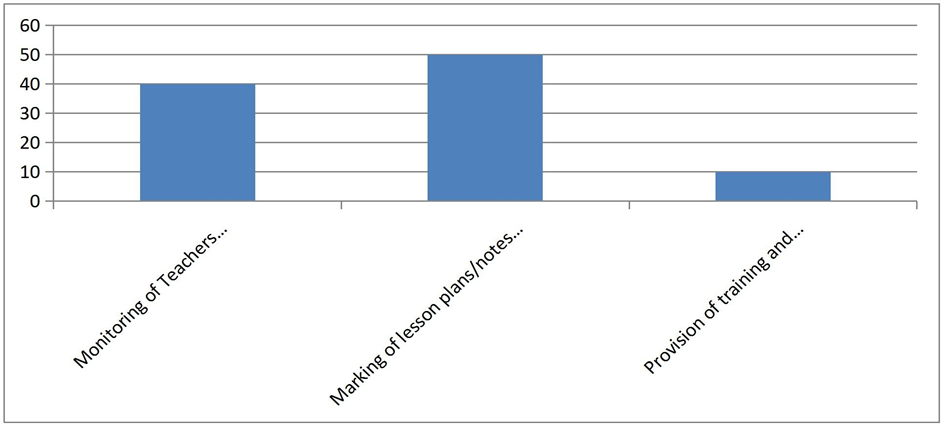 60
50
40
30
20
10
0
Monitoring of Teachers...
Marking of lesson plans/notes...
Provision of training and...